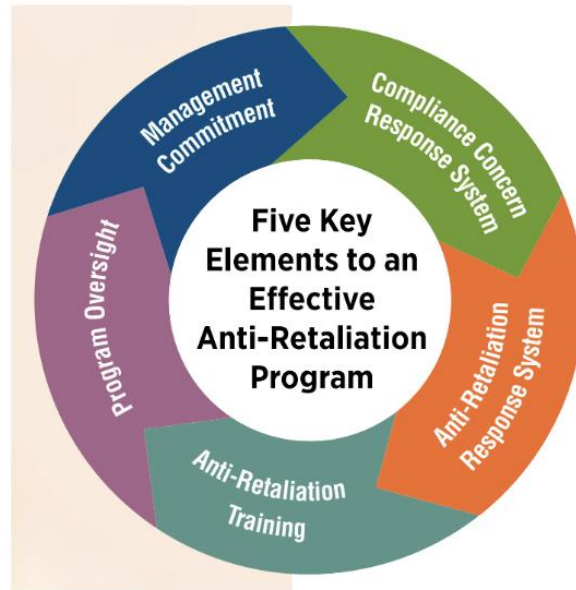 Five Key
Elements to an
Effective
Anti-Retaliation
Program
Management
Commitment
Compliance Concern
Response System
Anti-Retaliation
Response System
Anti-Retaliation
Training
Program Oversight